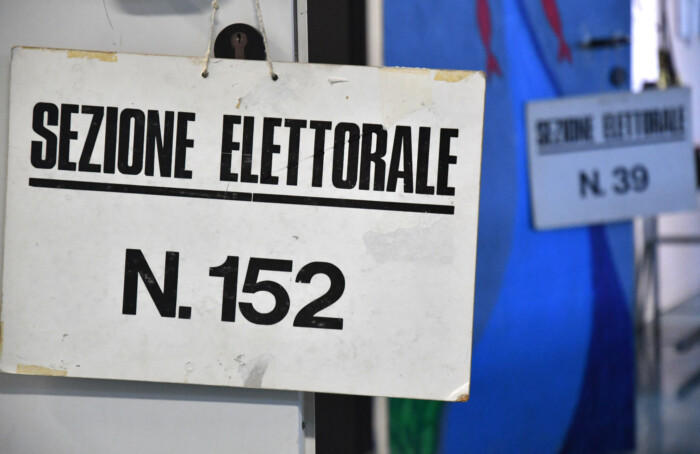 SEZIONE ELETTORALE
N. 152
SEZIONE ELETTORALE
N. 39